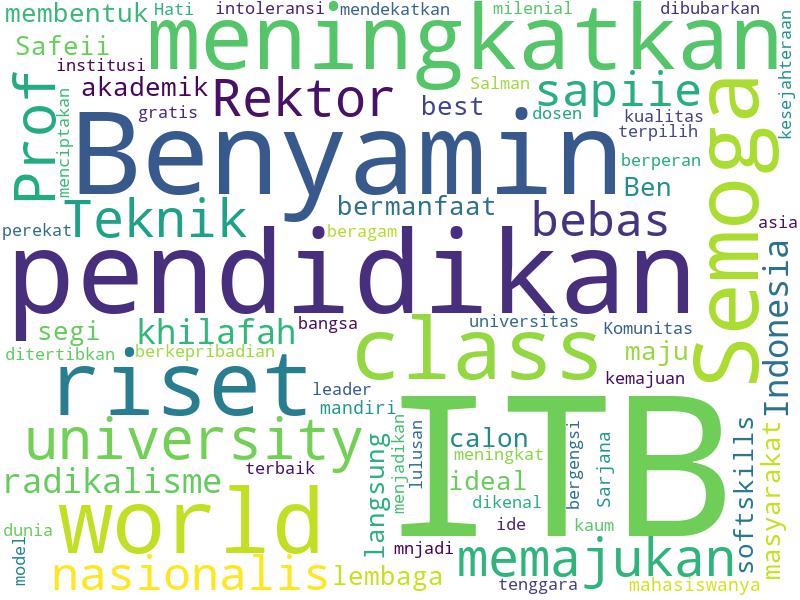 membentuk Hati intoleransi mendekatkan milenial dibubarkan
Safeii meningkatkan
institusi
Prof akademik Rektor best Salman sapiie
gratis dosen kualitas kesejahteraan
menciptakan Benyamin terpilih Semoga
berperan
Ben
perekat Teknik bermanfaat bebas asia
beragam
pendidikan Indonesia
segi khilafah bangsa universitas Komunitas
ditertibkan berkepribadian class maju
riset leader kemajuan
mandiri
university langsung menjadikan lulusan calon bergengsi Sarjana softskills masyarakat
meningkat
radikalisme terbaik ideal ITB
dikenal
dunia world ide kaum
model mnjadi memajukan
nasionalis lembaga tenggara mahasiswanya